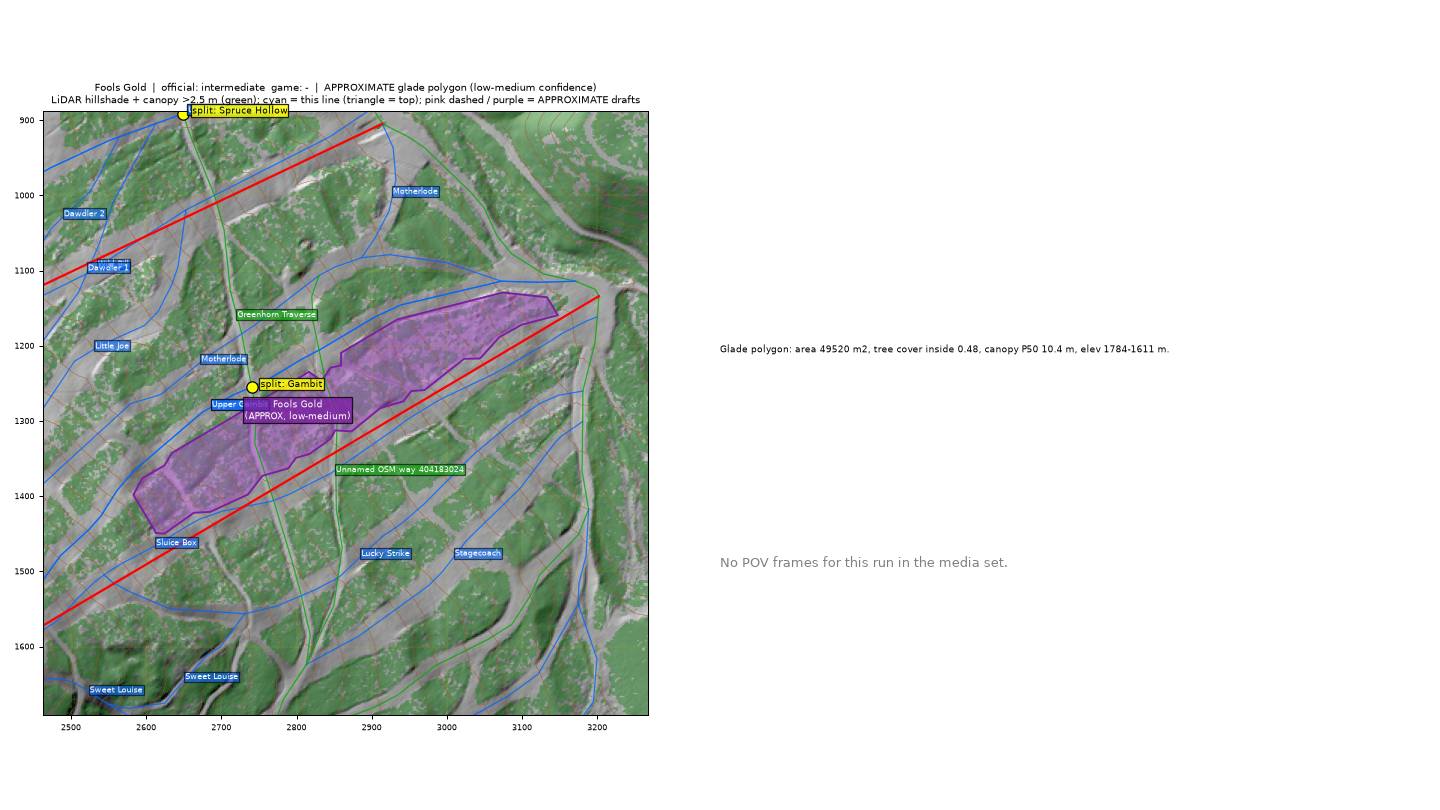 Fools Gold  |  official: intermediate  game: -  |  APPROXIMATE glade polygon (low-medium confidence)
LiDAR hillshade + canopy >2.5 m (green); cyan = this line (triangle = top); pink dashed / purple = APPROXIMATE drafts
split: Spruce Hollow
900
1000
1100
1200
1300
1400
1500
1600
Motherlode
Dawdler 2
Dawdler 1
Greenhorn Traverse
Little Joe
Motherlode
split: Gambit
Upper G
Fools Gold
(APPROX, low-medium)
Unnamed OSM way 404183024
Sluice Box
Lucky Strike
Stagecoach
Sweet Louise
Sweet Louise
2500
2600
2700
2800
2900
3000
3100
3200
Glade polygon: area 49520 m2, tree cover inside 0.48, canopy P50 10.4 m, elev 1784-1611 m.
No POV frames for this run in the media set.